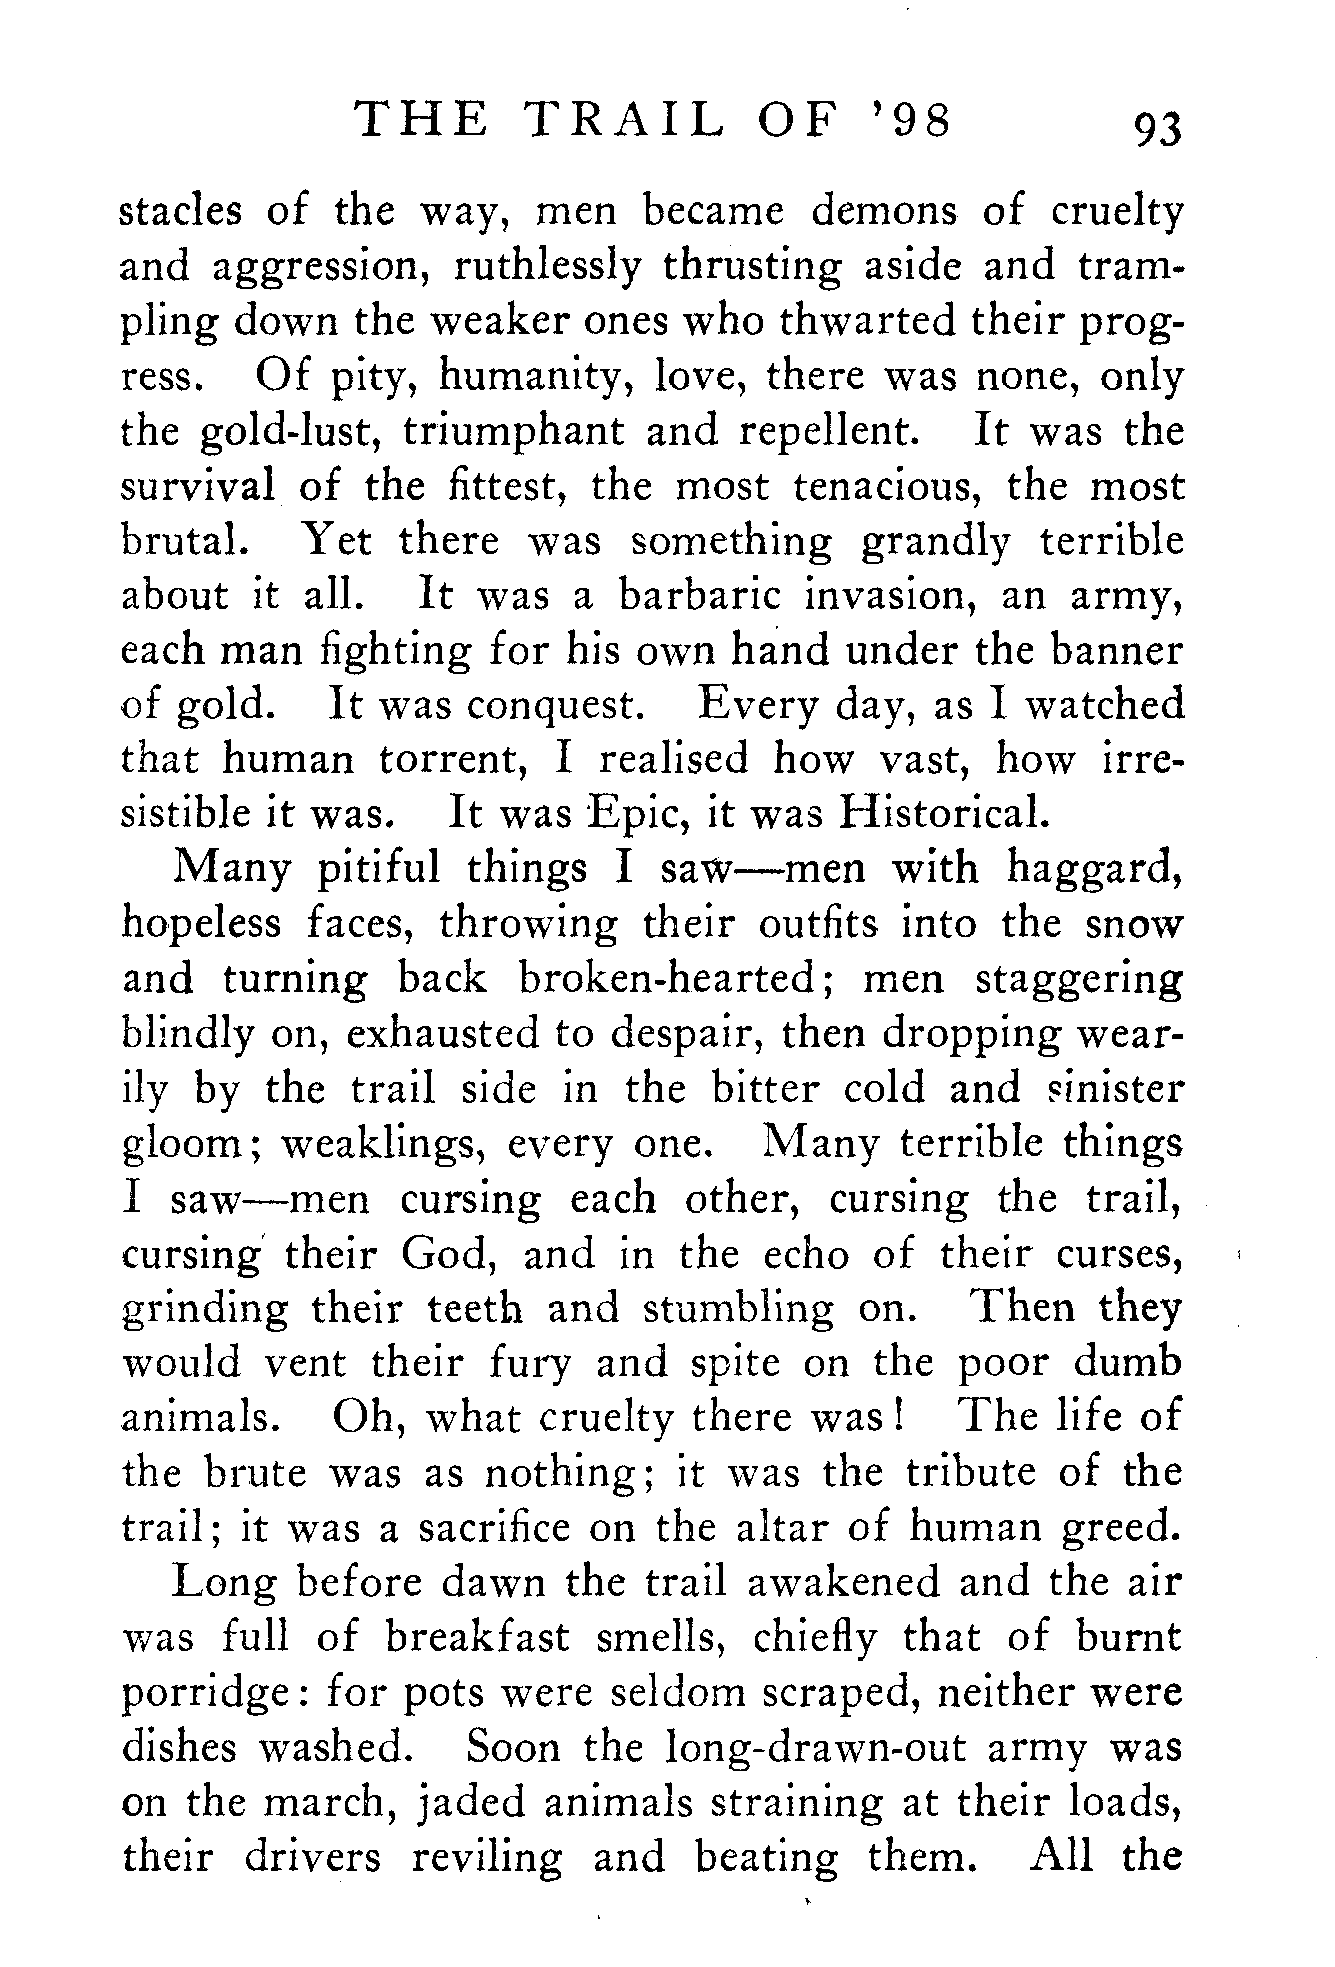 THE TRAIL OF '98 93
stacles of the way, men became demons of cruelty
and aggression, ruthlessly thrusting aside and tram-
pling down the weaker ones who thwarted their prog-
ress. Of pity, humanity, love, there was none, only
the gold-lust, triumphant and repellent. It was the
survival of the fittest, the most tenacious, the most
brutal. Yet there was something grandly terrible
about it all. It was a barbaric invasion, an army,
each man fighting for his own hand under the banner
of gold. It was conquest. Every day, as I watched
that human torrent, I realised how vast, how irre-
sistible it was. It was Epic, it was Historical.
Many pitiful things I saw—men with haggard,
hopeless faces, throwing their outfits into the snow
and turning back broken-hearted; men staggering
blindly on, exhausted to despair, then dropping wear-
ily by the trail side in the bitter cold and sinister
gloom; weaklings, every one. Many terrible things
I saw—men cursing each other, cursing the trail,
cursing their God, and in the echo of their curses,
grinding their teeth and stumbling on. Then they
would vent their fury and spite on the poor dumb
animals. Oh, what cruelty there was! The life of
the brute was as nothing; it was the tribute of the
trail; it was a sacrifice on the altar of human greed.
Long before dawn the trail awakened and the air
was full of breakfast smells, chiefly that of burnt
porridge: for pots were seldom scraped, neither were
dishes washed. Soon the long-drawn-out army was
on the march, jaded animals straining at their loads,
their drivers reviling and beating them. All the